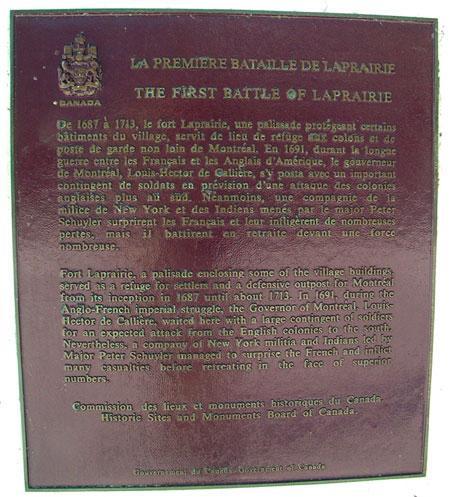 CANADA
LA PREMIÈRE BATAILLE DE LAPRAIRIE
THE FIRST BATTLE OF LAPRAIRIE
De 1687 à 1713, le fort Laprairie, une palissade protégeant certains
bâtiments du village, servit de lieu de refuge aux colons et de
poste de garde non loin de Montréal. En 1691, durant la longue
guerre entre les Français et les Anglais d'Amérique, le gouverneur
de Montréal, Louis-Hector de Callière, s'y posta avec un important
contingent de soldats en prévision d'une attaque des colonies
anglaises plus au sud. Néanmoins, une compagnie de la
milice de New York et des Indiens menés par le major Peter
Schuyler surprirent les Français et leur infligèrent de nombreuses
pertes, mais il battirent en retraite devant une force
nombreuse.
Fort Laprairie, a palisade enclosing some of the village buildings,
served as a refuge for settlers and a defensive outpost for Montréal
from its inception in 1687 until about 1713. In 1691, during the
Anglo-French imperial struggle, the Governor of Montreal, Louis-
Hector de Callière, waited here with a large contingent of soldiers
for an expected attack from the English colonies to the south.
Nevertheless, a company of New York militia and Indians led by
Major Peter Schuyler managed to surprise the French and inflict
many casualties before retreating in the face of superior
numbers.
Commission des lieux et monuments historiques du Canada
Historic Sites and Monuments Board of Canada.
Gouvernement du Canada. Government of Canada